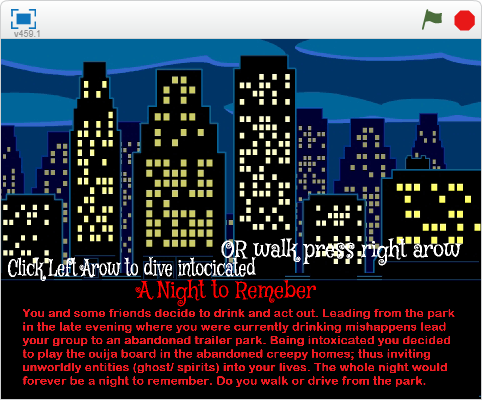 v459.1
OR walk press right arow
Click Left Arow to dive intocicated
A Night to Remeber
You and some friends decide to drink and act out. Leading from the park
in the late evening where you were currently drinking mishappens lead
your group to an abandoned trailer park. Being intoxicated you decided
to play the ouija board in the abandoned creepy homes; thus inviting
unworldly entities (ghost/ spirits) into your lives. The whole night would
forever be a night to remember. Do you walk or drive from the park.